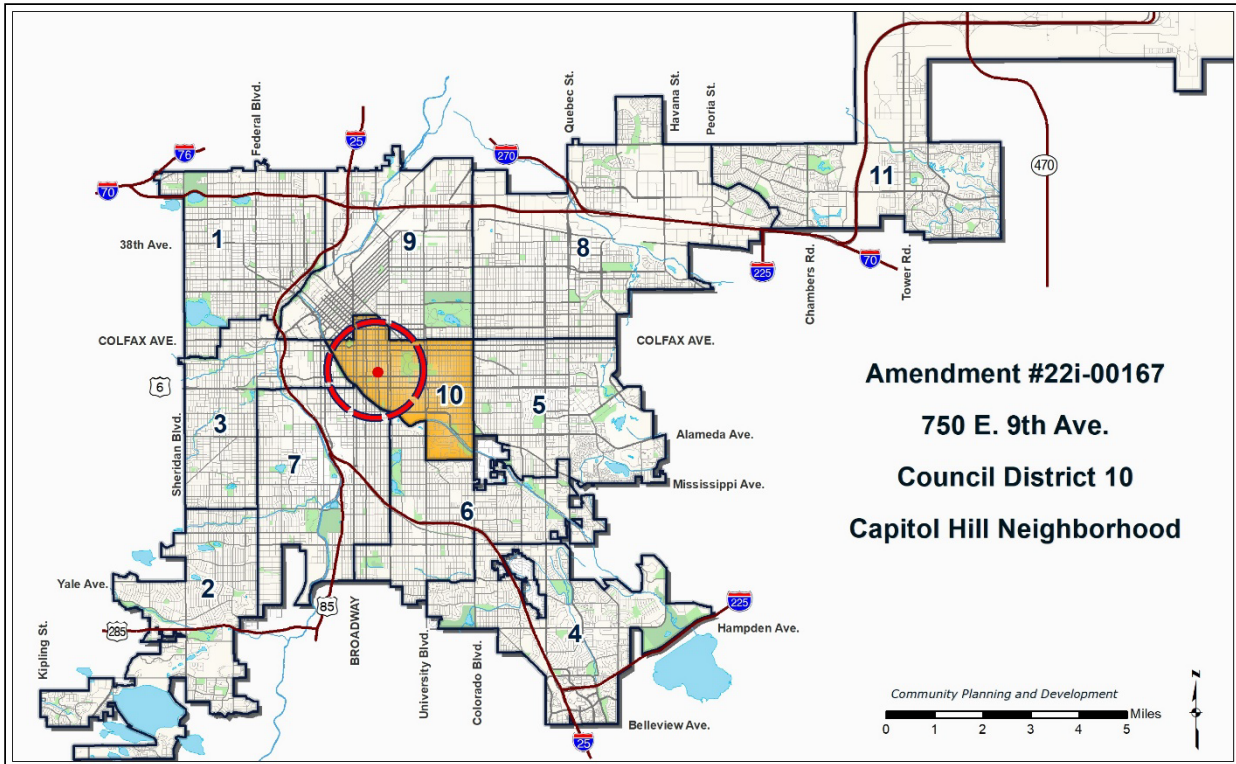 Federal Blvd.
Quebec St.
Havana St.
Peoria St.
25
76
270
70
470
11
1
9
8
38th Ave.
225
70
Chambers Rd.
Tower Rd.
COLFAX AVE.
COLFAX AVE.
6
Amendment #22i-00167
750 E. 9th Ave.
Council District 10
Capitol Hill Neighborhood
10
5
3
Sheridan Blvd.
Alameda Ave.
7
Mississippi Ave.
6
Yale Ave.
2
85
BROADWAY
225
285
4
Hampden Ave.
Kipling St.
University Blvd.
Colorado Blvd.
Belleview Ave.
25
Community Planning and Development
Miles
0 1 2 3 4 5
N